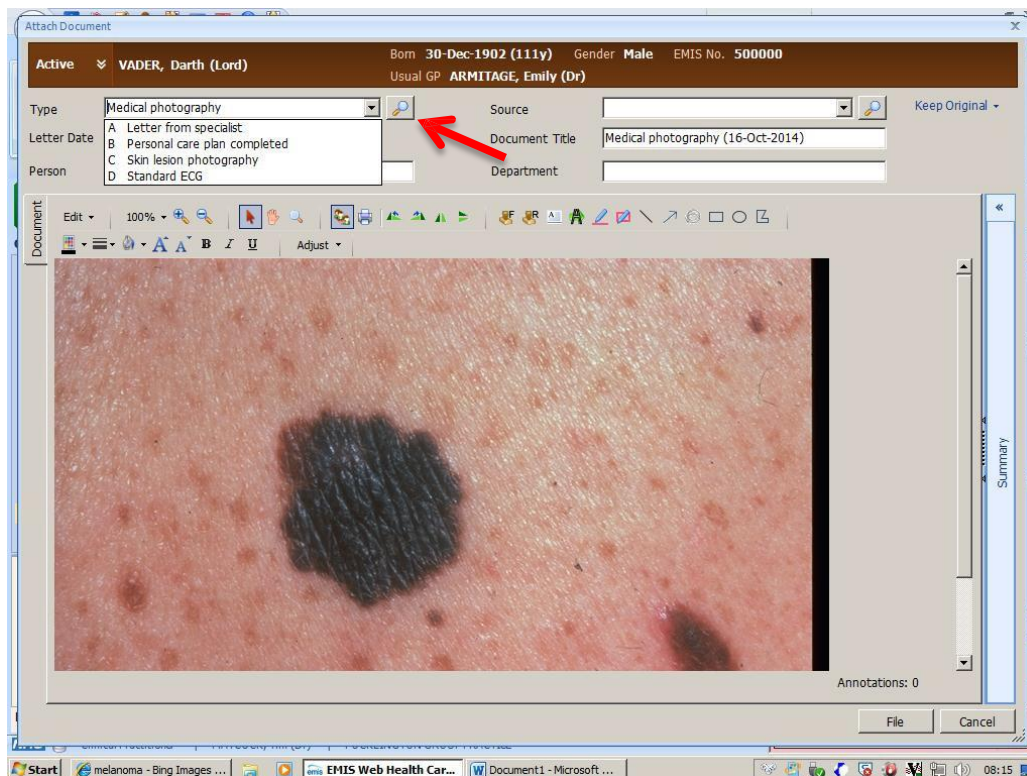 Attach Document
X
Active VADER, Darth (Lord) Born 30-Dec-1902 (111y) Gender Male EMIS No. 500000
Usual GP ARMITAGE, Emily (Dr)
Type Medical photography Source Keep Original
A Letter from specialist
B Personal care plan completed
C Skin lesion photography
D Standard ECG
Letter Date Document Title Medical photography (16-Oct-2014)
Person Department
Document
Edit 100%
A A B I U Adjust
Summary
Annotations: 0
File Cancel
Start melanoma - Bing Images ... EMIS Web Health Car... Document1 - Microsoft ... 08:15